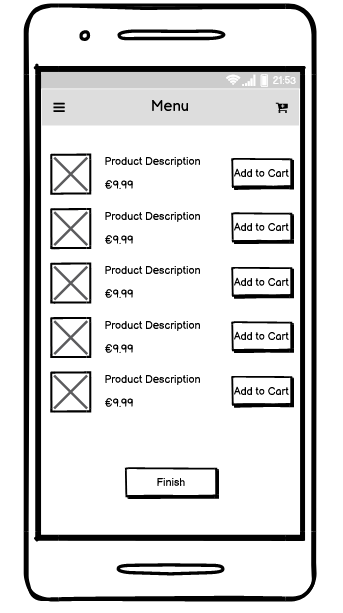 21:53
Menu
Product Description
€9.99
Add to Cart
Product Description
€9.99
Add to Cart
Product Description
€9.99
Add to Cart
Product Description
€9.99
Add to Cart
Product Description
€9.99
Add to Cart
Finish